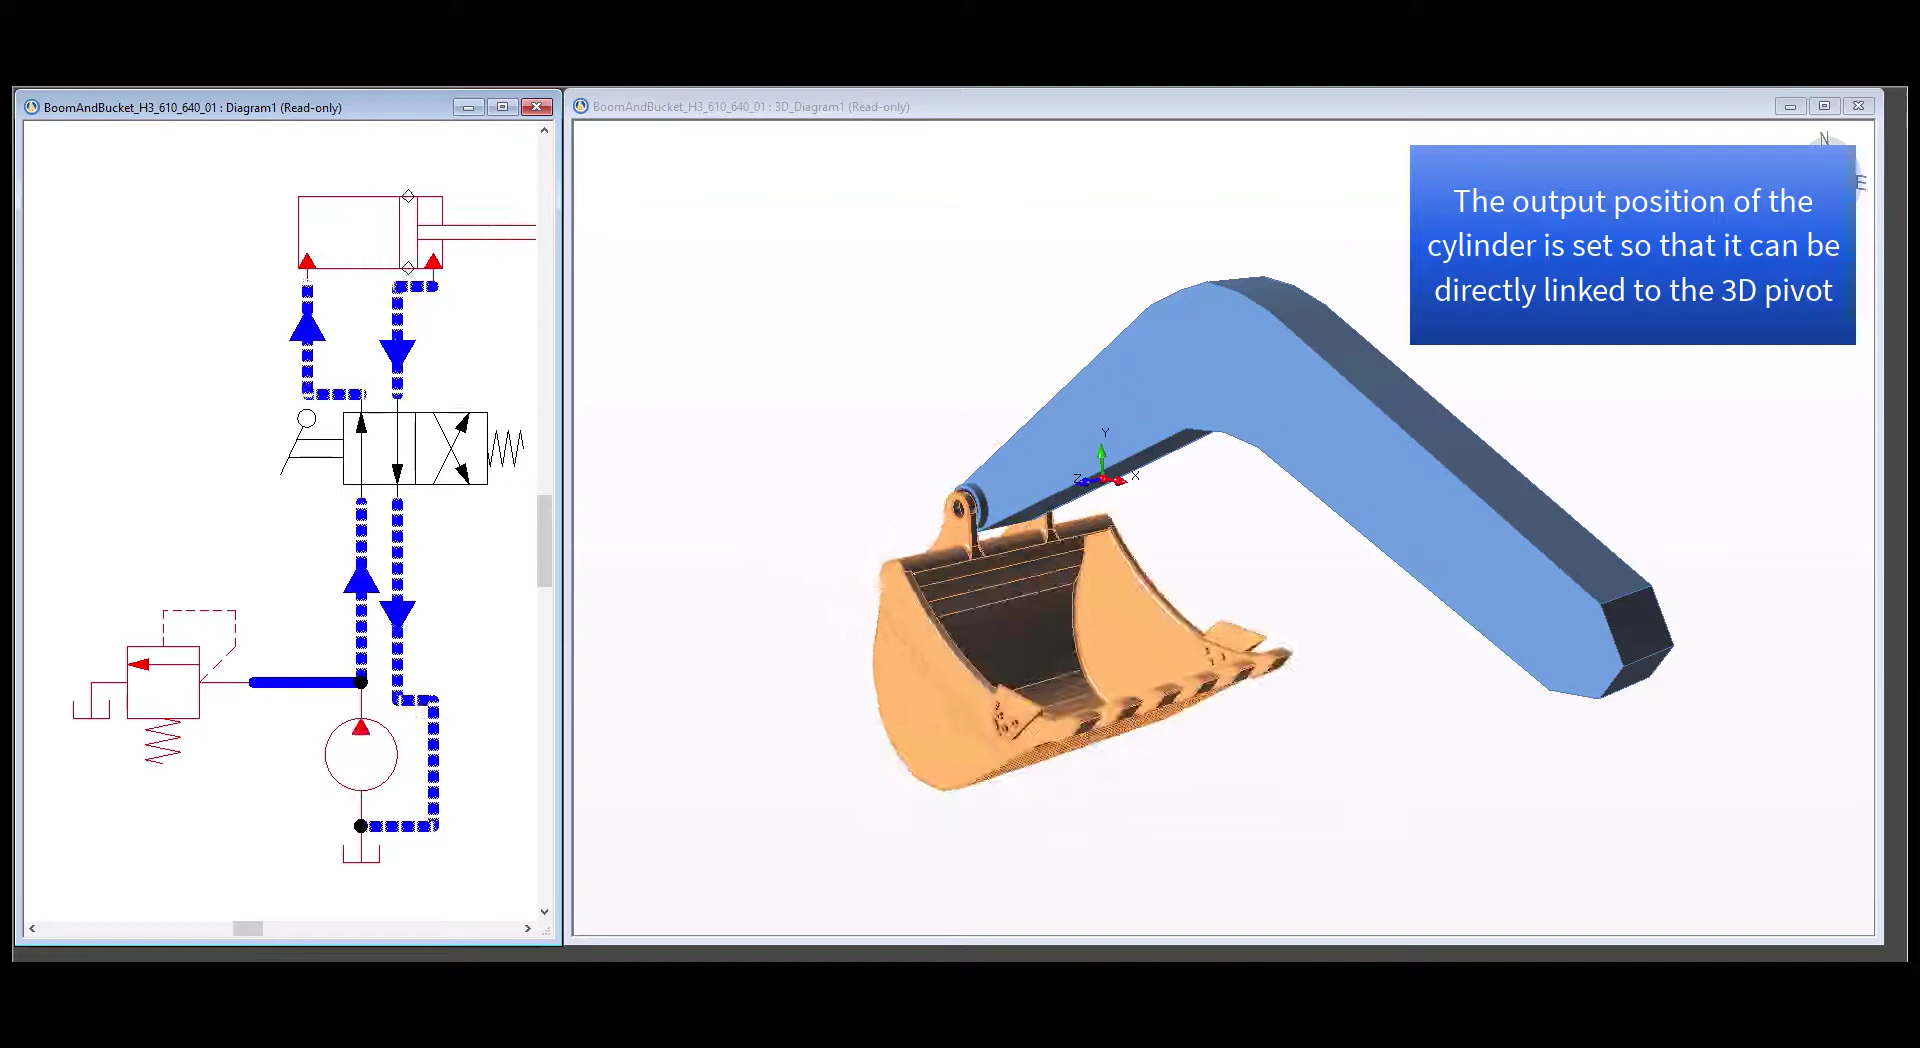 BoomAndBucket_H3_610_640_01 : Diagram1 (Read-only)
BoomAndBucket_H3_610_640_01 : 3D_Diagram1 (Read-only)
N
E
The output position of the
cylinder is set so that it can be
directly linked to the 3D pivot
Y
Z
X